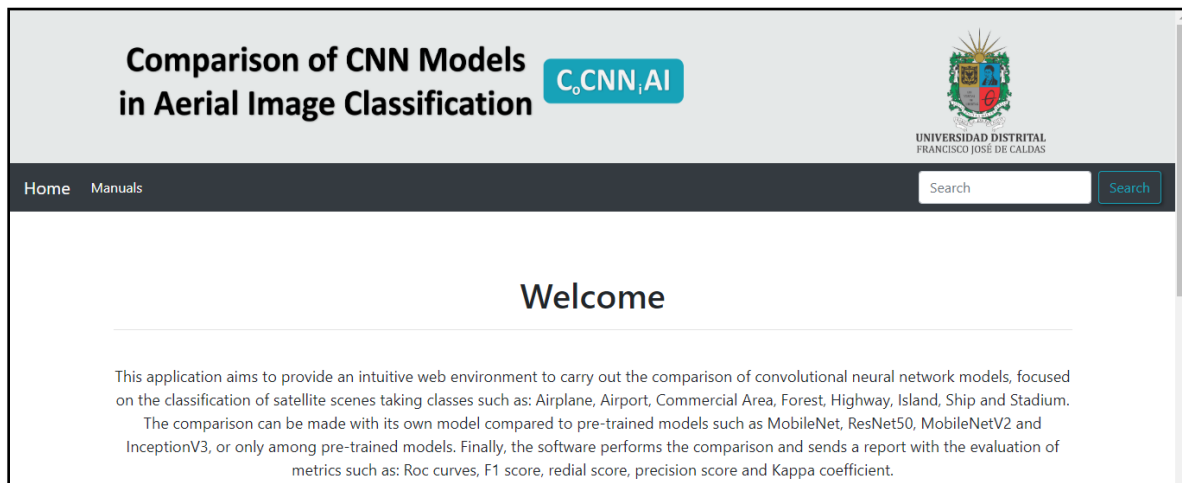 Comparison of CNN Models
in Aerial Image Classification
CoCNNiAI
UNIVERSIDAD DISTRITAL
FRANCISCO JOSÉ DE CALDAS
Home Manuals Search Search
Welcome
This application aims to provide an intuitive web environment to carry out the comparison of convolutional neural network models, focused
on the classification of satellite scenes taking classes such as: Airplane, Airport, Commercial Area, Forest, Highway, Island, Ship and Stadium.
The comparison can be made with its own model compared to pre-trained models such as MobileNet, ResNet50, MobileNetV2 and
InceptionV3, or only among pre-trained models. Finally, the software performs the comparison and sends a report with the evaluation of
metrics such as: Roc curves, F1 score, redial score, precision score and Kappa coefficient.